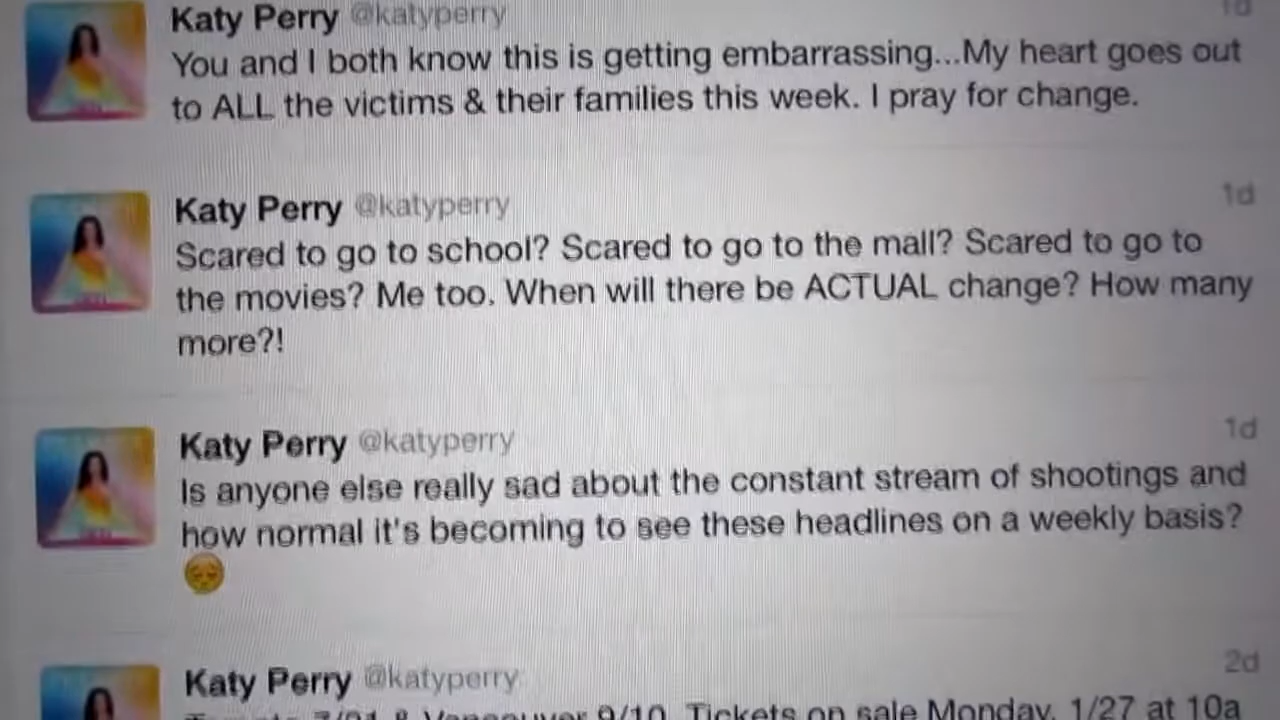 Katy Perry @katyperry 1d
You and I both know this is getting embarrassing...My heart goes out
to ALL the victims & their families this week. I pray for change.
Katy Perry @katyperry 1d
Scared to go to school? Scared to go to the mall? Scared to go to
the movies? Me too. When will there be ACTUAL change? How many
more?!
Katy Perry @katyperry 1d
Is anyone else really sad about the constant stream of shootings and
how normal it's becoming to see these headlines on a weekly basis?
😔
Katy Perry @katyperry 2d
Toronto & Vancouver 9/10. Tickets on sale Monday, 1/27 at 10a